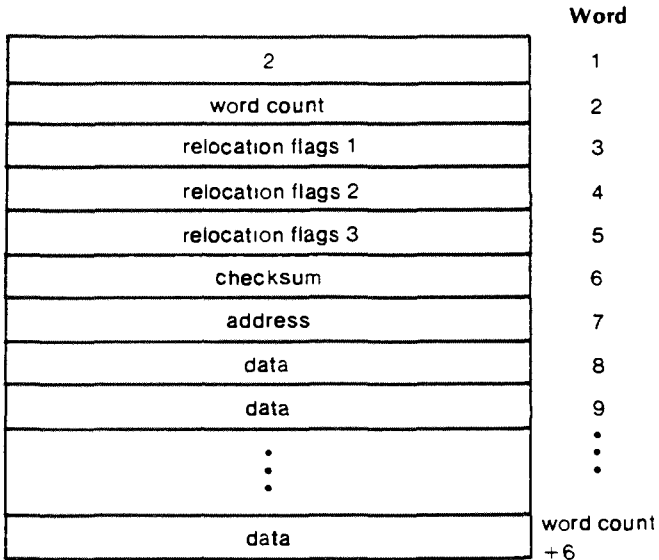 Word
2 1
word count 2
relocation flags 1 3
relocation flags 2 4
relocation flags 3 5
checksum 6
address 7
data 8
data 9
data word count
+6